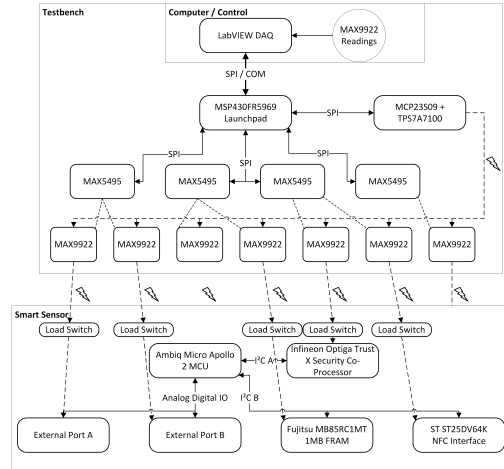 Testbench
Computer / Control
LabVIEW DAQ
MAX9922
Readings
SPI / COM
MSP430FR5969
Launchpad
SPI
MCP23S09 +
TPS7A7100
SPI
SPI
SPI
MAX5495
MAX5495
MAX5495
MAX5495
MAX9922
MAX9922
MAX9922
MAX9922
MAX9922
MAX9922
MAX9922
Smart Sensor
Load Switch
Load Switch
Load Switch
Load Switch
Load Switch
Ambiq Micro Apollo
2 MCU
I²C A
Infineon Optiga Trust
X Security Co-
Processor
Analog Digital IO
I²C B
External Port A
External Port B
Fujitsu MB85RC1MT
1MB FRAM
ST ST25DV64K
NFC Interface